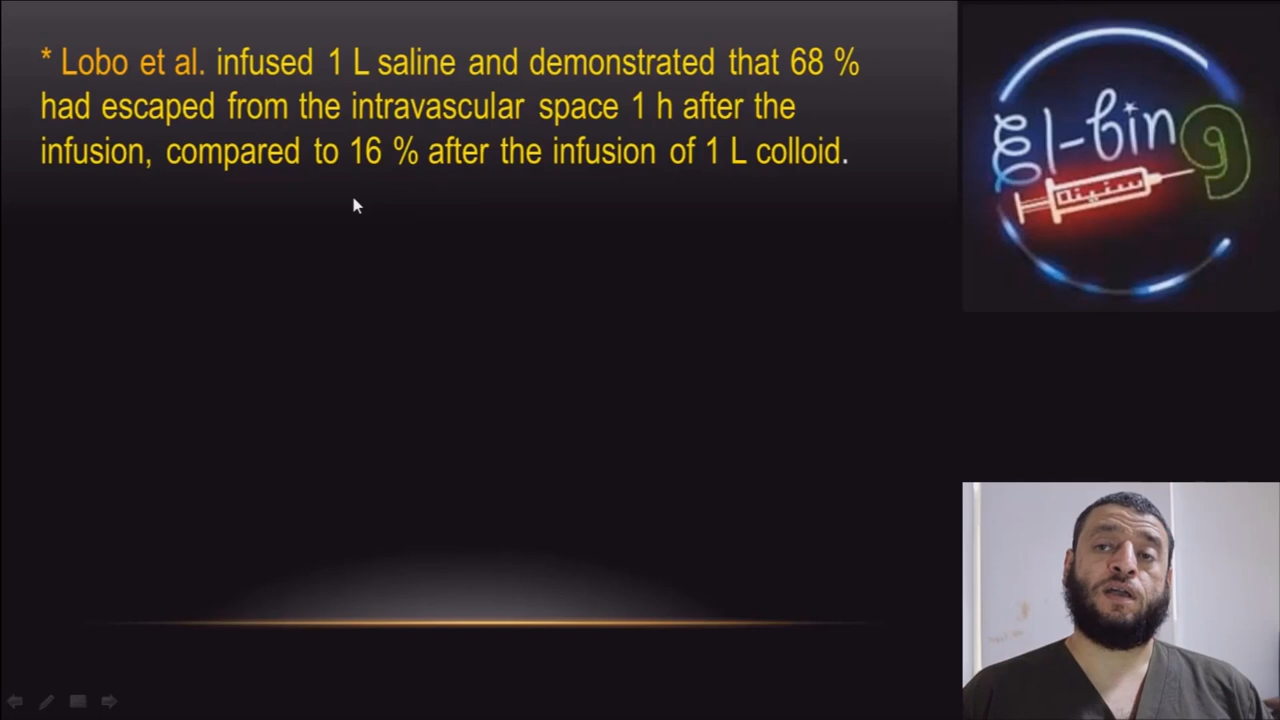 * Lobo et al. infused 1 L saline and demonstrated that 68 %
had escaped from the intravascular space 1 h after the
infusion, compared to 16 % after the infusion of 1 L colloid.
El-bing
سنينه